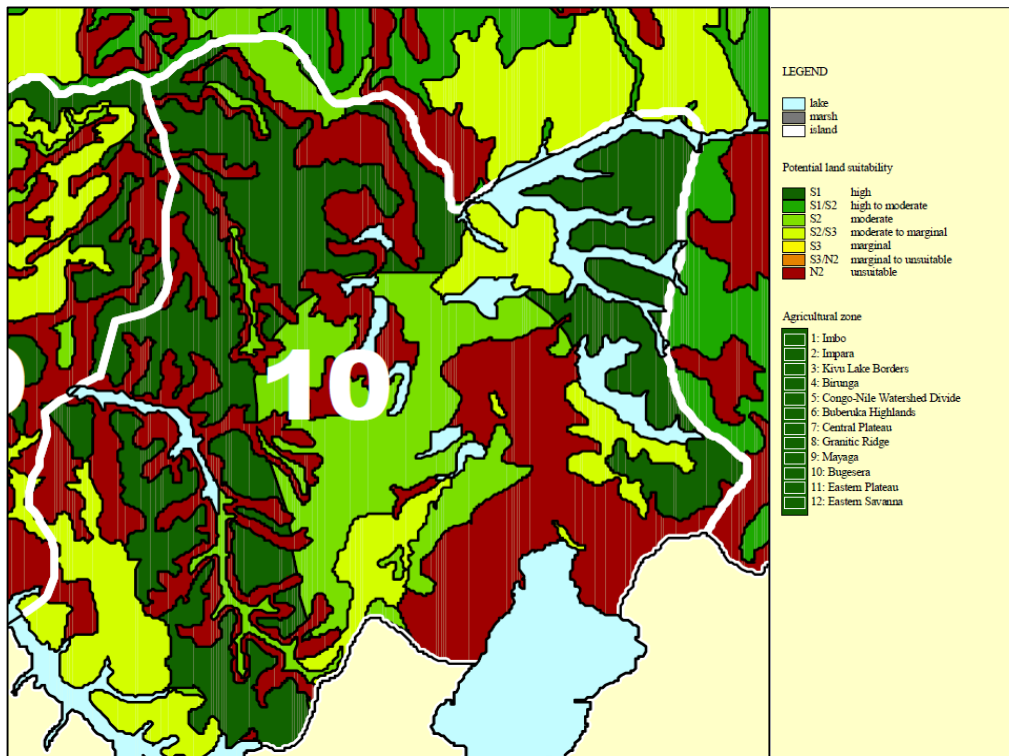 10
LEGEND
lake
marsh
island
Potential land suitability
S1 high
S1/S2 high to moderate
S2 moderate
S2/S3 moderate to marginal
S3 marginal
S3/N2 marginal to unsuitable
N2 unsuitable
Agricultural zone
1: Imbo
2: Impara
3: Kivu Lake Borders
4: Birunga
5: Congo-Nile Watershed Divide
6: Buberuka Highlands
7: Central Plateau
8: Granitic Ridge
9: Mayaga
10: Bugesera
11: Eastern Plateau
12: Eastern Savanna